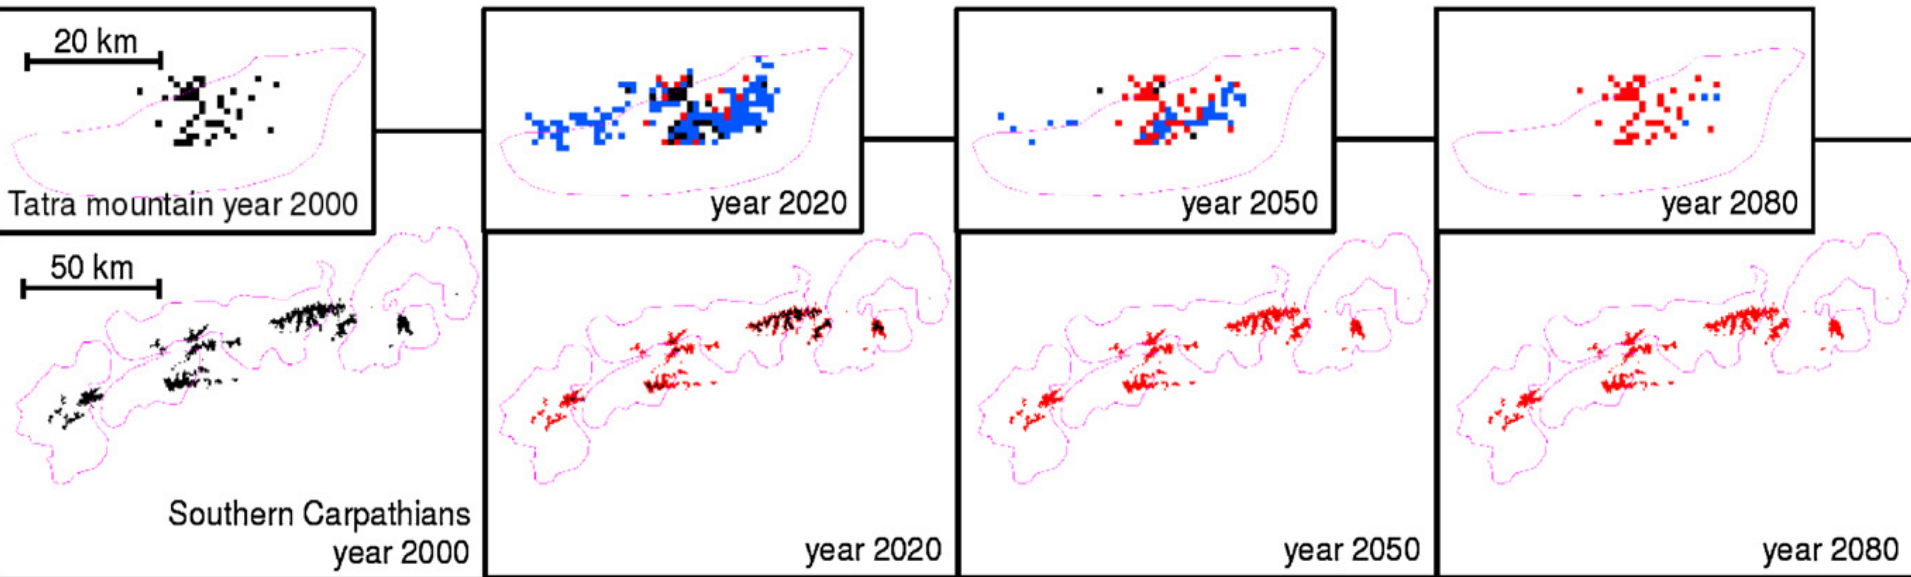 20 km
Tatra mountain year 2000
year 2020
year 2050
year 2080
50 km
Southern Carpathians
year 2000
year 2020
year 2050
year 2080